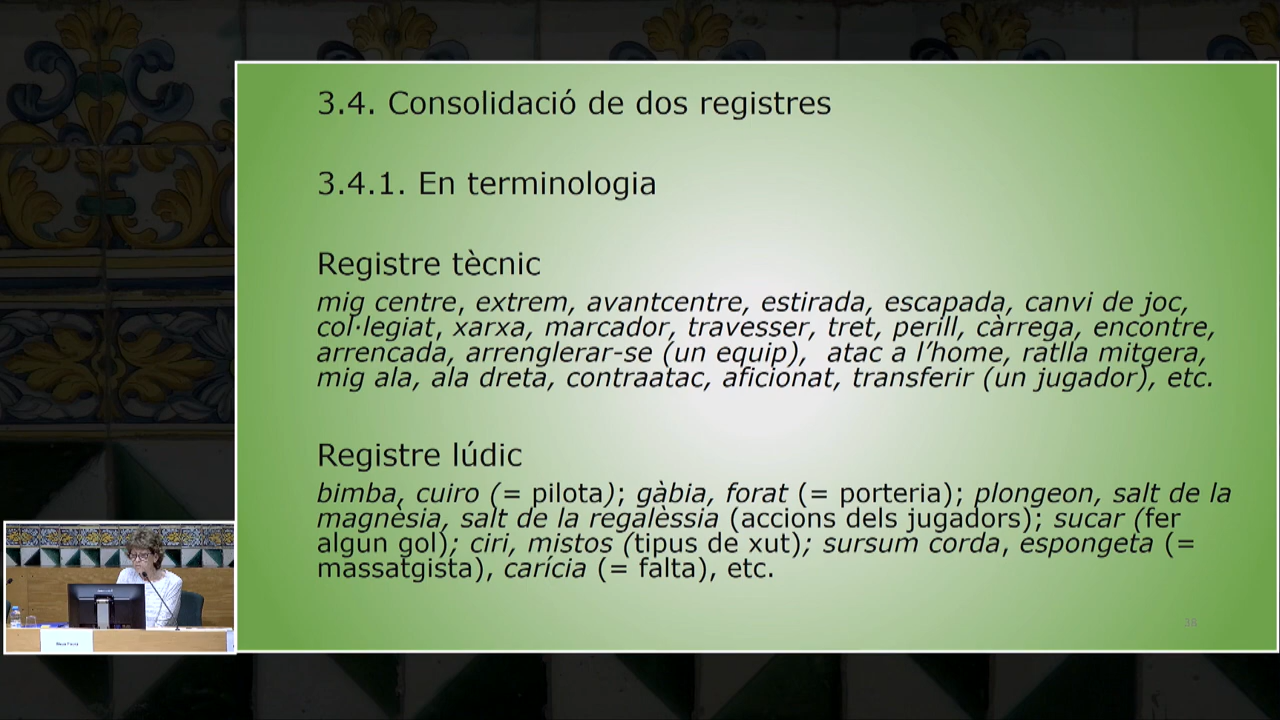 3.4. Consolidació de dos registres
3.4.1. En terminologia
Registre tècnic
mig centre, extrem, avantcentre, estirada, escapada, canvi de joc,
col·legiat, xarxa, marcador, travesser, tret, perill, càrrega, encontre,
arrencada, arrenglerar-se (un equip), atac a l’home, ratlla mitgera,
mig ala, ala dreta, contraatac, aficionat, transferir (un jugador), etc.
Registre lúdic
bimba, cuiro (= pilota); gàbia, forat (= porteria); plongeon, salt de la
magnèsia, salt de la regalèssia (accions dels jugadors); sucar (fer
algun gol); ciri, mistos (tipus de xut); sursum corda, espongeta (=
massatgista), carícia (= falta), etc.
38